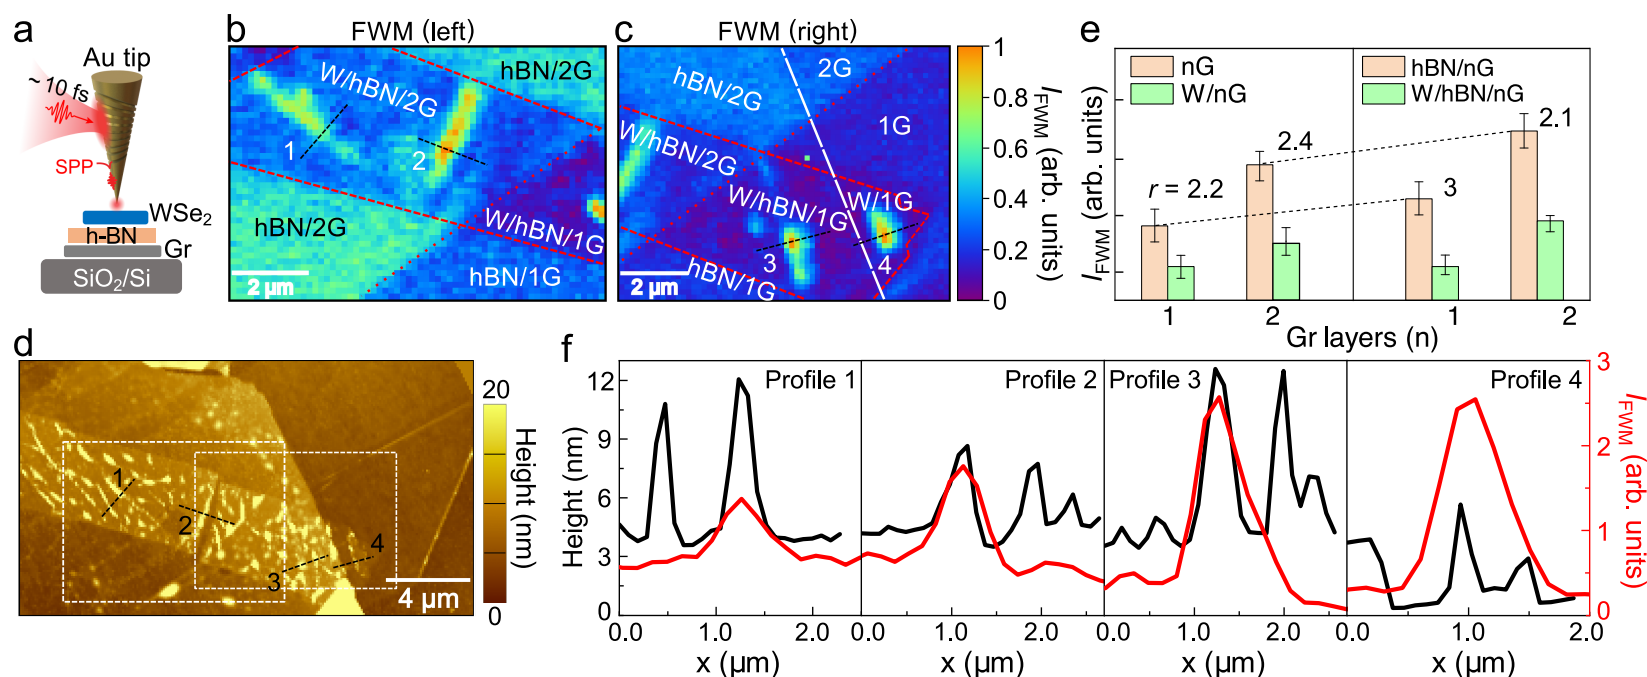 a
Au tip
~ 10 fs
SPP
WSe2
h-BN
Gr
SiO2/Si
b
FWM (left)
hBN/2G
W/hBN/2G
1
2
hBN/2G
W/hBN/1G
hBN/1G
2 µm
c
FWM (right)
2G
hBN/2G
1G
W/hBN/2G
W/hBN/1G
W/1G
3
4
hBN/1G
2 µm
1
0.8
0.6
0.4
0.2
0
IFWM (arb. units)
e
nG
W/nG
hBN/nG
W/hBN/nG
r = 2.2
2.4
3
2.1
IFWM (arb. units)
1
2
1
2
Gr layers (n)
d
1
2
3
4
4 µm
20
0
Height (nm)
f
Profile 1
Profile 2
Profile 3
Profile 4
12
9
6
3
0
Height (nm)
3
2
1
0
IFWM (arb. units)
0.0 1.0 2.0 0.0 1.0 2.0 0.0 1.0 2.0 0.0 1.0 2.0
x (µm) x (µm) x (µm) x (µm)